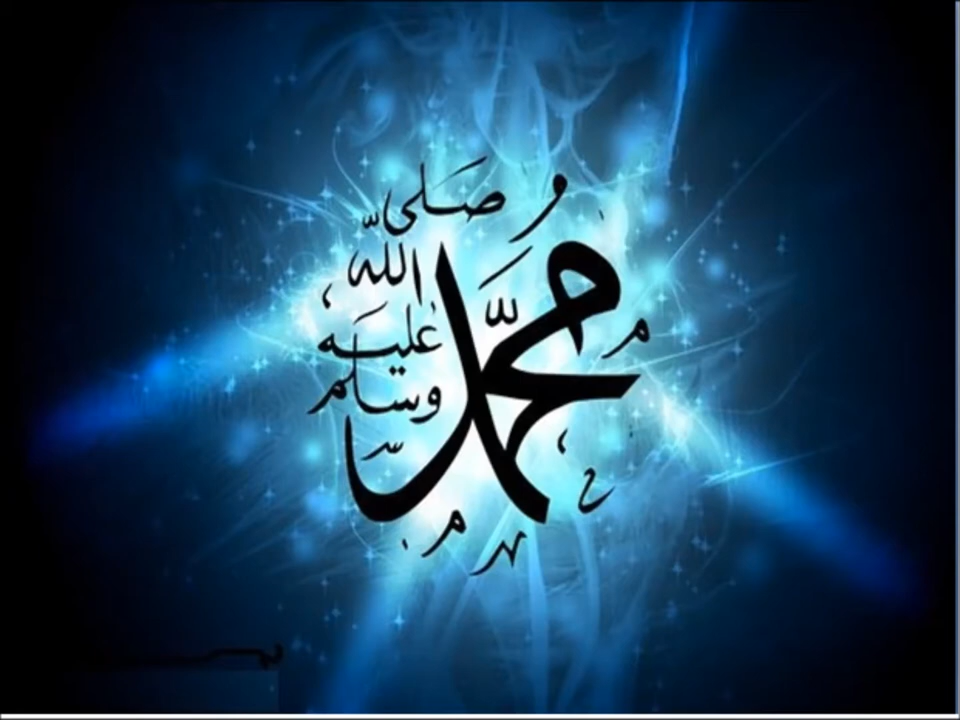 محمد
صلى
الله
عليه
وسلم